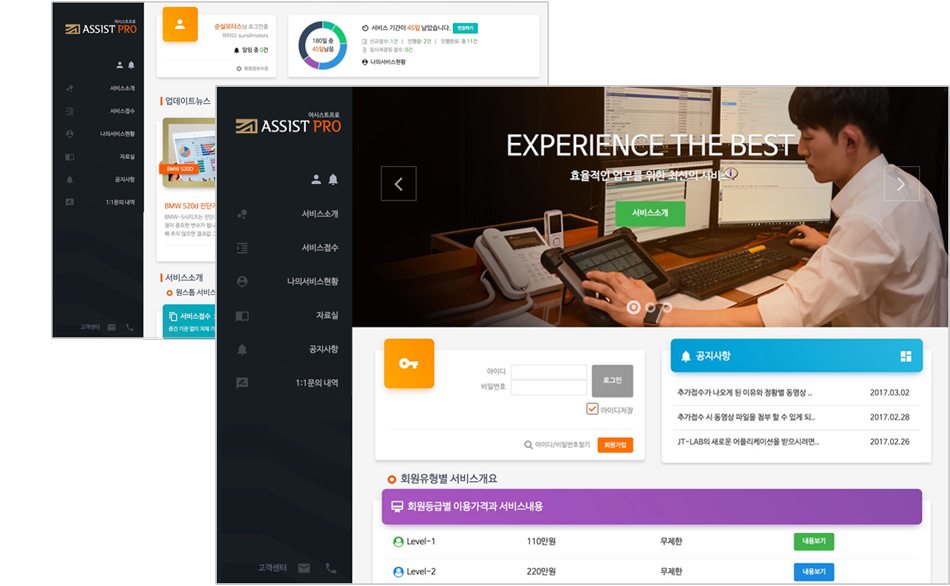 어시스트프로
ASSIST PRO
서비스소개
서비스접수
나의서비스현황
자료실
공지사항
1:1문의 내역
고객센터
순실모터스님 로그인중
아이디: sunsilmotors
알림 총 0건
회원정보수정
180일 중
45일남음
서비스 기간이 45일 남았습니다.
연장하기
신규접수: 1건 | 진행중: 2건 | 진행완료: 총 11건
임시저장된 접수: 0건
나의서비스현황
업데이트뉴스
BMW 520D
BMW 520d 진단기
BMW-5시리즈는 진단
서비스소개
원스톱 서비스
서비스접수 :
중간 기관 없이 자체 기
어시스트프로
ASSIST PRO
서비스소개
서비스접수
나의서비스현황
자료실
공지사항
1:1문의 내역
고객센터
EXPERIENCE THE BEST
효율적인 업무를 위한 최선의 서비스
서비스소개
아이디
비밀번호
로그인
아이디저장
아이디/비밀번호찾기
회원가입
공지사항
추가접수가 나오게 된 이유와 정황별 동영상 .. 2017.03.02
추가접수 시 동영상 파일을 첨부 할 수 있게 되.. 2017.02.28
JT-LAB의 새로운 어플리케이션을 받으시려면.. 2017.02.26
회원유형별 서비스개요
회원등급별 이용가격과 서비스내용
Level-1 110만원 무제한 내용보기
Level-2 220만원 무제한 내용보기